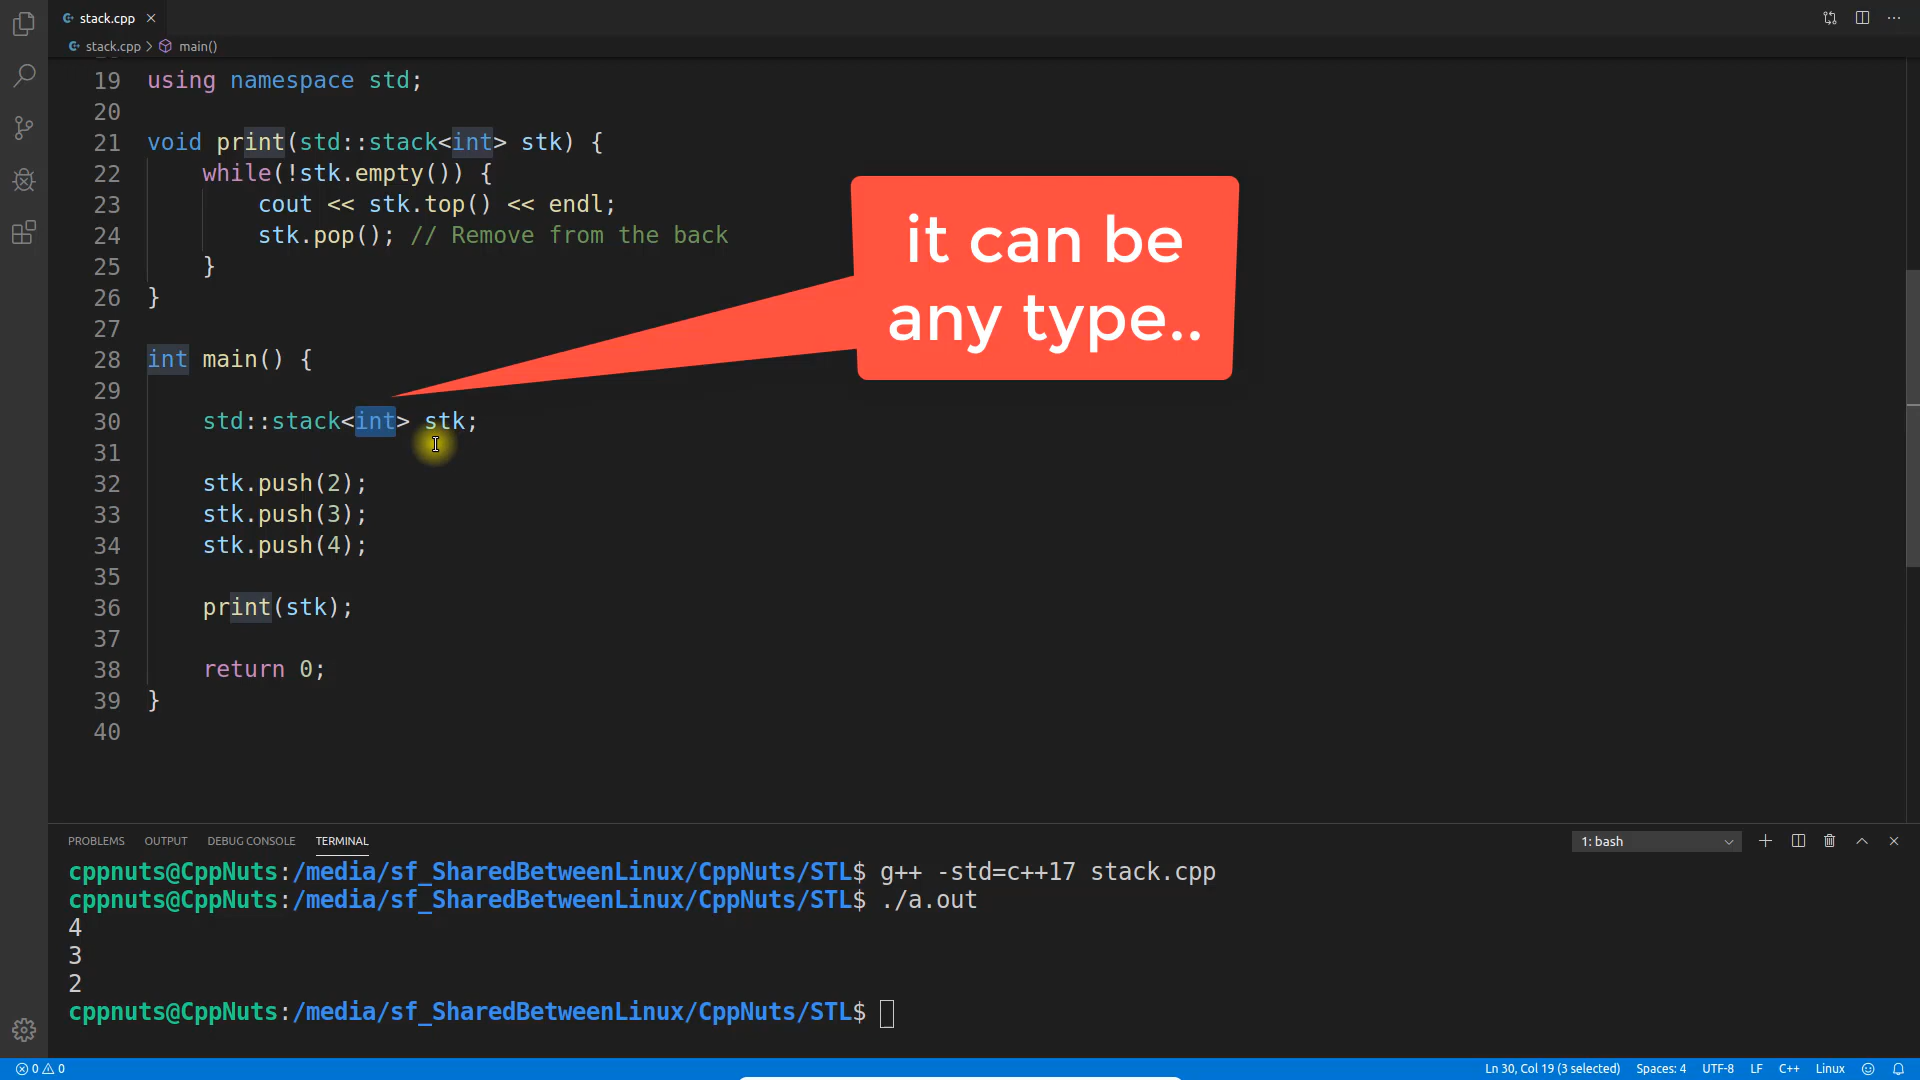 stack.cpp
stack.cpp > main()
19 using namespace std;
20
21 void print(std::stack<int> stk) {
22 while(!stk.empty()) {
23 cout << stk.top() << endl;
24 stk.pop(); // Remove from the back
25 }
26 }
27
28 int main() {
29
30 std::stack<int> stk;
31
32 stk.push(2);
33 stk.push(3);
34 stk.push(4);
35
36 print(stk);
37
38 return 0;
39 }
40
it can be
any type..
PROBLEMS OUTPUT DEBUG CONSOLE TERMINAL 1: bash
cppnuts@CppNuts:/media/sf_SharedBetweenLinux/CppNuts/STL$ g++ -std=c++17 stack.cpp
cppnuts@CppNuts:/media/sf_SharedBetweenLinux/CppNuts/STL$ ./a.out
4
3
2
cppnuts@CppNuts:/media/sf_SharedBetweenLinux/CppNuts/STL$
0 0 Ln 30, Col 19 (3 selected) Spaces: 4 UTF-8 LF C++ Linux